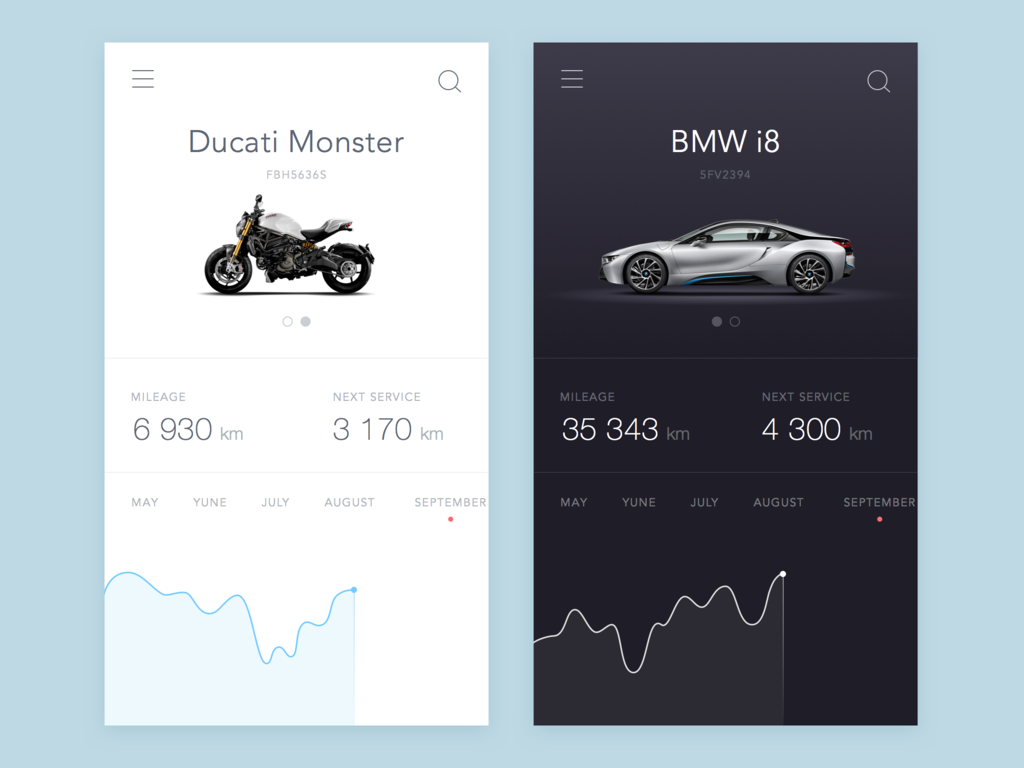 Ducati Monster
FBH5636S
MILEAGE
6 930 km
NEXT SERVICE
3 170 km
MAY YUNE JULY AUGUST SEPTEMBER
BMW i8
5FV2394
MILEAGE
35 343 km
NEXT SERVICE
4 300 km
MAY YUNE JULY AUGUST SEPTEMBER